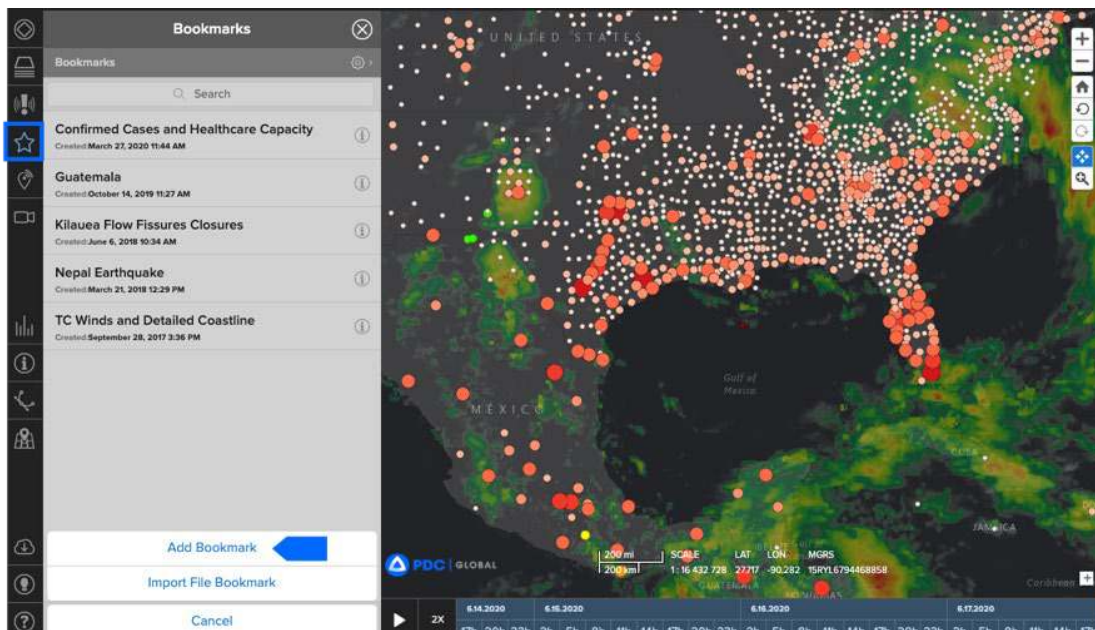 Bookmarks
Bookmarks
Search
Confirmed Cases and Healthcare Capacity
Created:March 27, 2020 11:44 AM
Guatemala
Created:October 14, 2019 11:27 AM
Kilauea Flow Fissures Closures
Created:June 6, 2018 10:34 AM
Nepal Earthquake
Created:March 21, 2018 12:29 PM
TC Winds and Detailed Coastline
Created:September 28, 2017 3:36 PM
Add Bookmark
Import File Bookmark
Cancel
UNITED STATES
Gulf of
Mexico
MÉXICO
CUBA
JAMAICA
GUATEMALA
HONDURAS
Caribbean
PDC GLOBAL
200 mi SCALE LAT LON MGRS
200 km 1: 16 432 728 27.717 -90.282 15RYL6794468858
2X
6.14.2020 6.15.2020 6.16.2020 6.17.2020